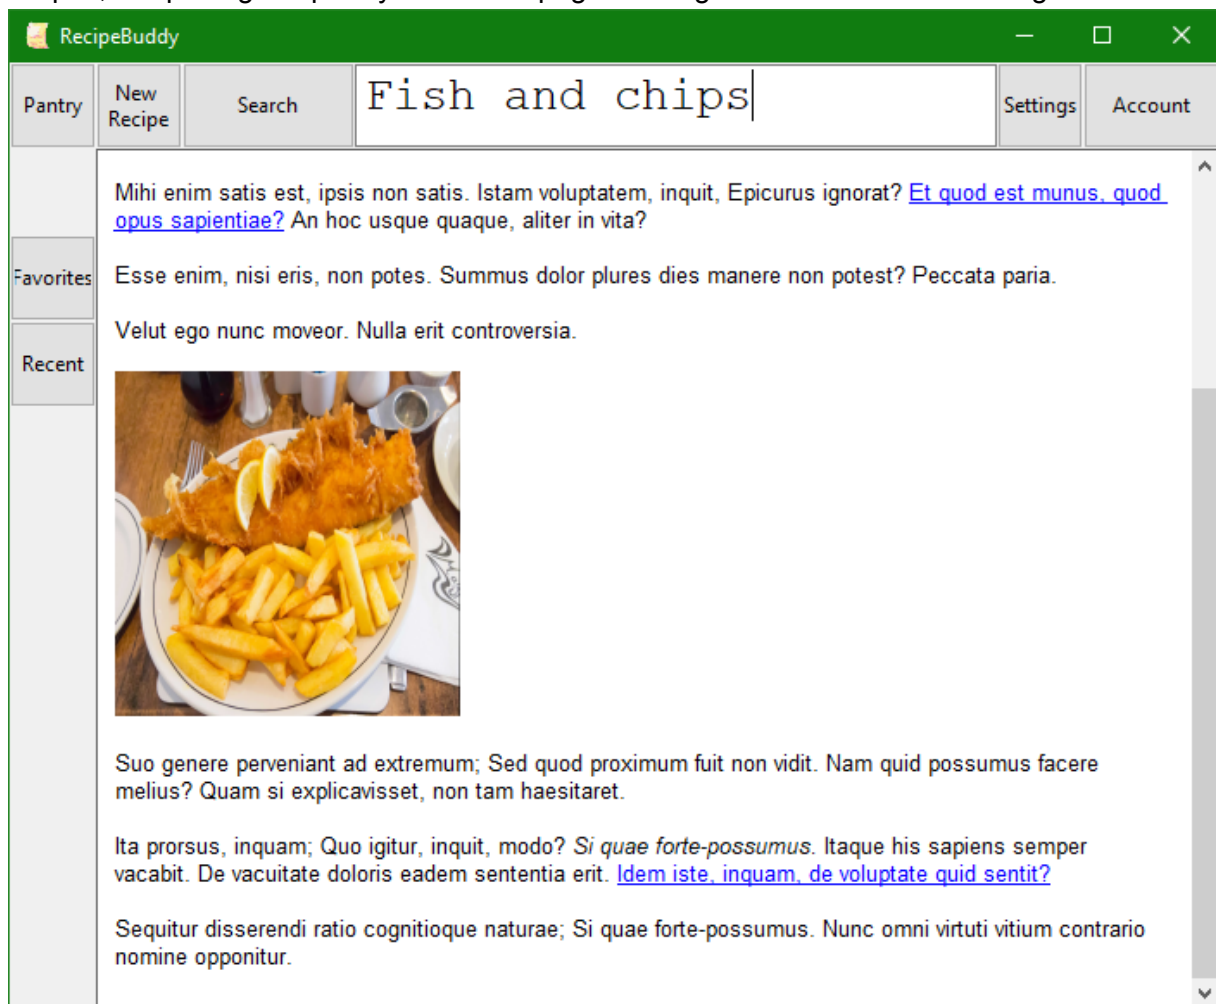 RecipeBuddy
Pantry
New
Recipe
Search
Fish and chips
Settings
Account
Favorites
Recent
Mihi enim satis est, ipsis non satis. Istam voluptatem, inquit, Epicurus ignorat? Et quod est munus, quod
opus sapientiae? An hoc usque quaque, aliter in vita?
Esse enim, nisi eris, non potes. Summus dolor plures dies manere non potest? Peccata paria.
Velut ego nunc moveor. Nulla erit controversia.
Suo genere perveniant ad extremum; Sed quod proximum fuit non vidit. Nam quid possumus facere
melius? Quam si explicavisset, non tam haesitaret.
Ita prorsus, inquam; Quo igitur, inquit, modo? Si quae forte-possumus. Itaque his sapiens semper
vacabit. De vacuitate doloris eadem sententia erit. Idem iste, inquam, de voluptate quid sentit?
Sequitur disserendi ratio cognitioque naturae; Si quae forte-possumus. Nunc omni virtuti vitium contrario
nomine opponitur.